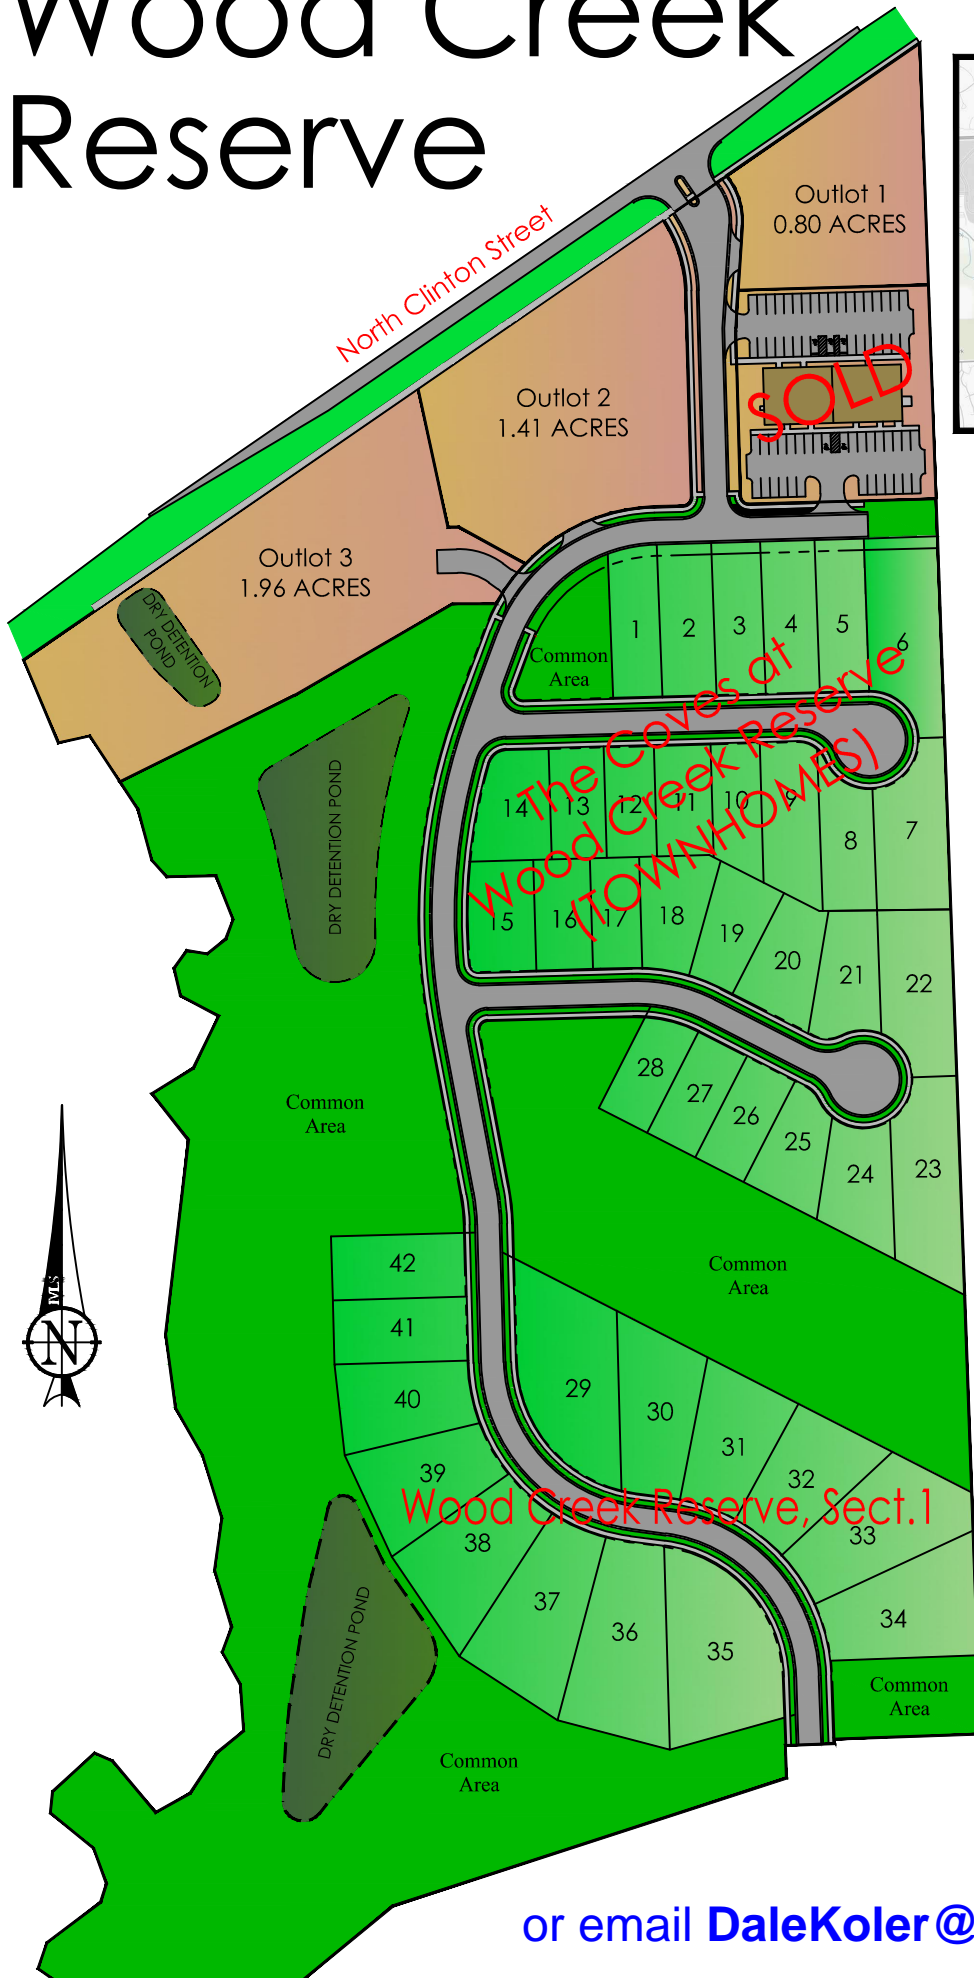 Wood Creek
Reserve
North Clinton Street
Outlot 1
0.80 ACRES
SOLD
Outlot 2
1.41 ACRES
Outlot 3
1.96 ACRES
DRY DETENTION
POND
Common
Area
1
2
3
4
5
6
The Coves at
Wood Creek Reserve
(TOWNHOMES)
DRY DETENTION POND
14
13
12
11
10
9
8
7
15
16
17
18
19
20
21
22
28
27
26
25
24
23
Common
Area
Common
Area
N
42
41
40
39
38
37
36
35
29
30
31
32
33
34
Wood Creek Reserve, Sect.1
DRY DETENTION POND
Common
Area
Common
Area
or email DaleKoler@